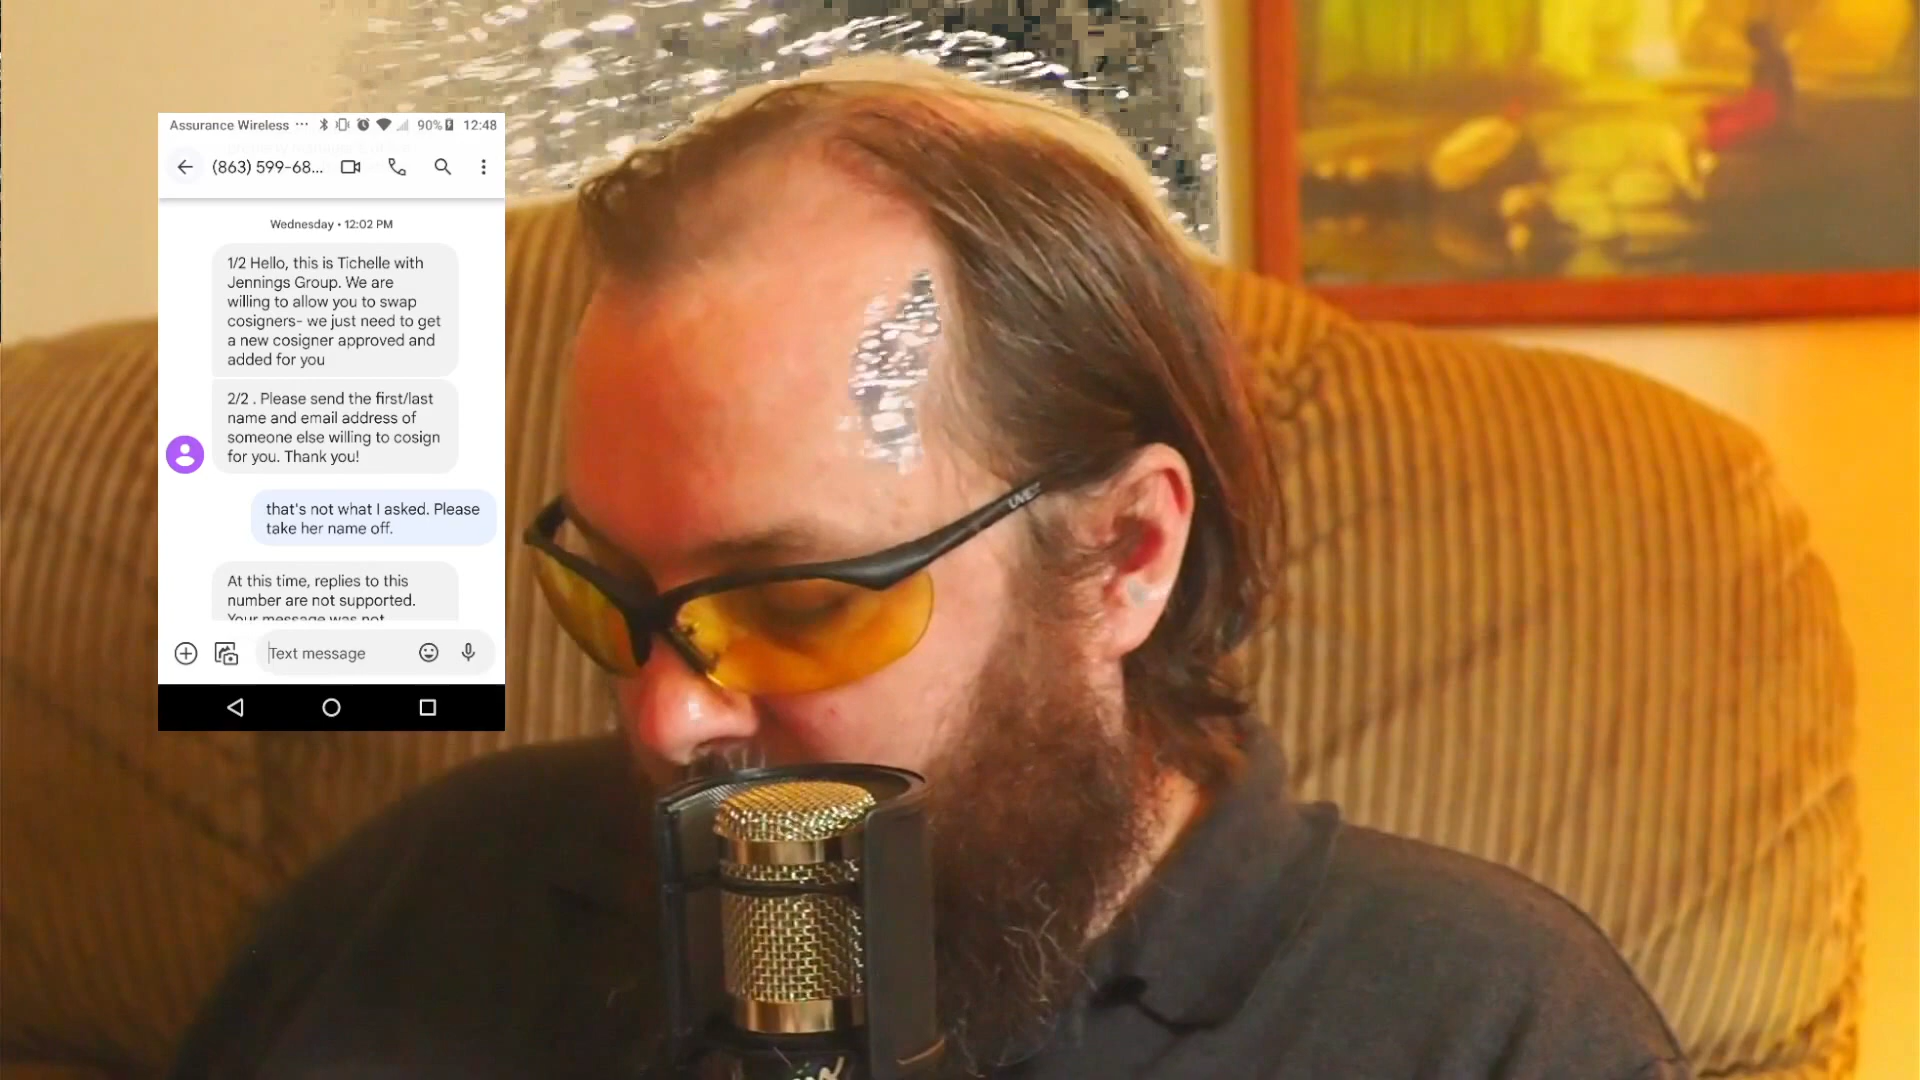 Assurance Wireless ... 90% 12:48
(863) 599-68...
Wednesday • 12:02 PM
1/2 Hello, this is Tichelle with
Jennings Group. We are
willing to allow you to swap
cosigners- we just need to get
a new cosigner approved and
added for you
2/2 . Please send the first/last
name and email address of
someone else willing to cosign
for you. Thank you!
that's not what I asked. Please
take her name off.
At this time, replies to this
number are not supported.
Your message was not
Text message